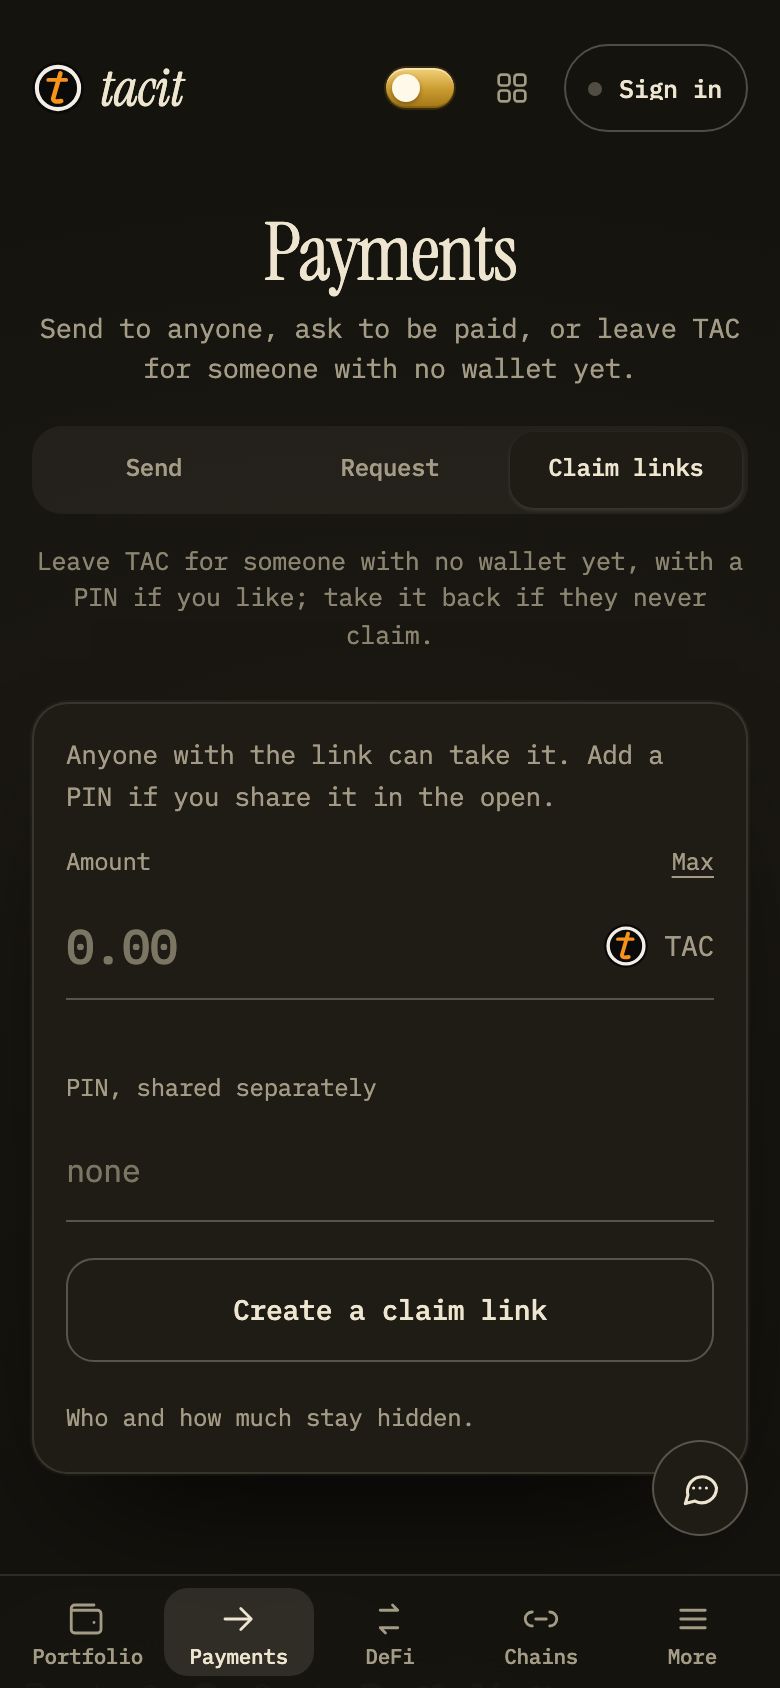 tacit
Sign in
Payments
Send to anyone, ask to be paid, or leave TAC
for someone with no wallet yet.
Send
Request
Claim links
Leave TAC for someone with no wallet yet, with a
PIN if you like; take it back if they never
claim.
Anyone with the link can take it. Add a
PIN if you share it in the open.
Amount
Max
0.00
TAC
PIN, shared separately
none
Create a claim link
Who and how much stay hidden.
Portfolio
Payments
DeFi
Chains
More